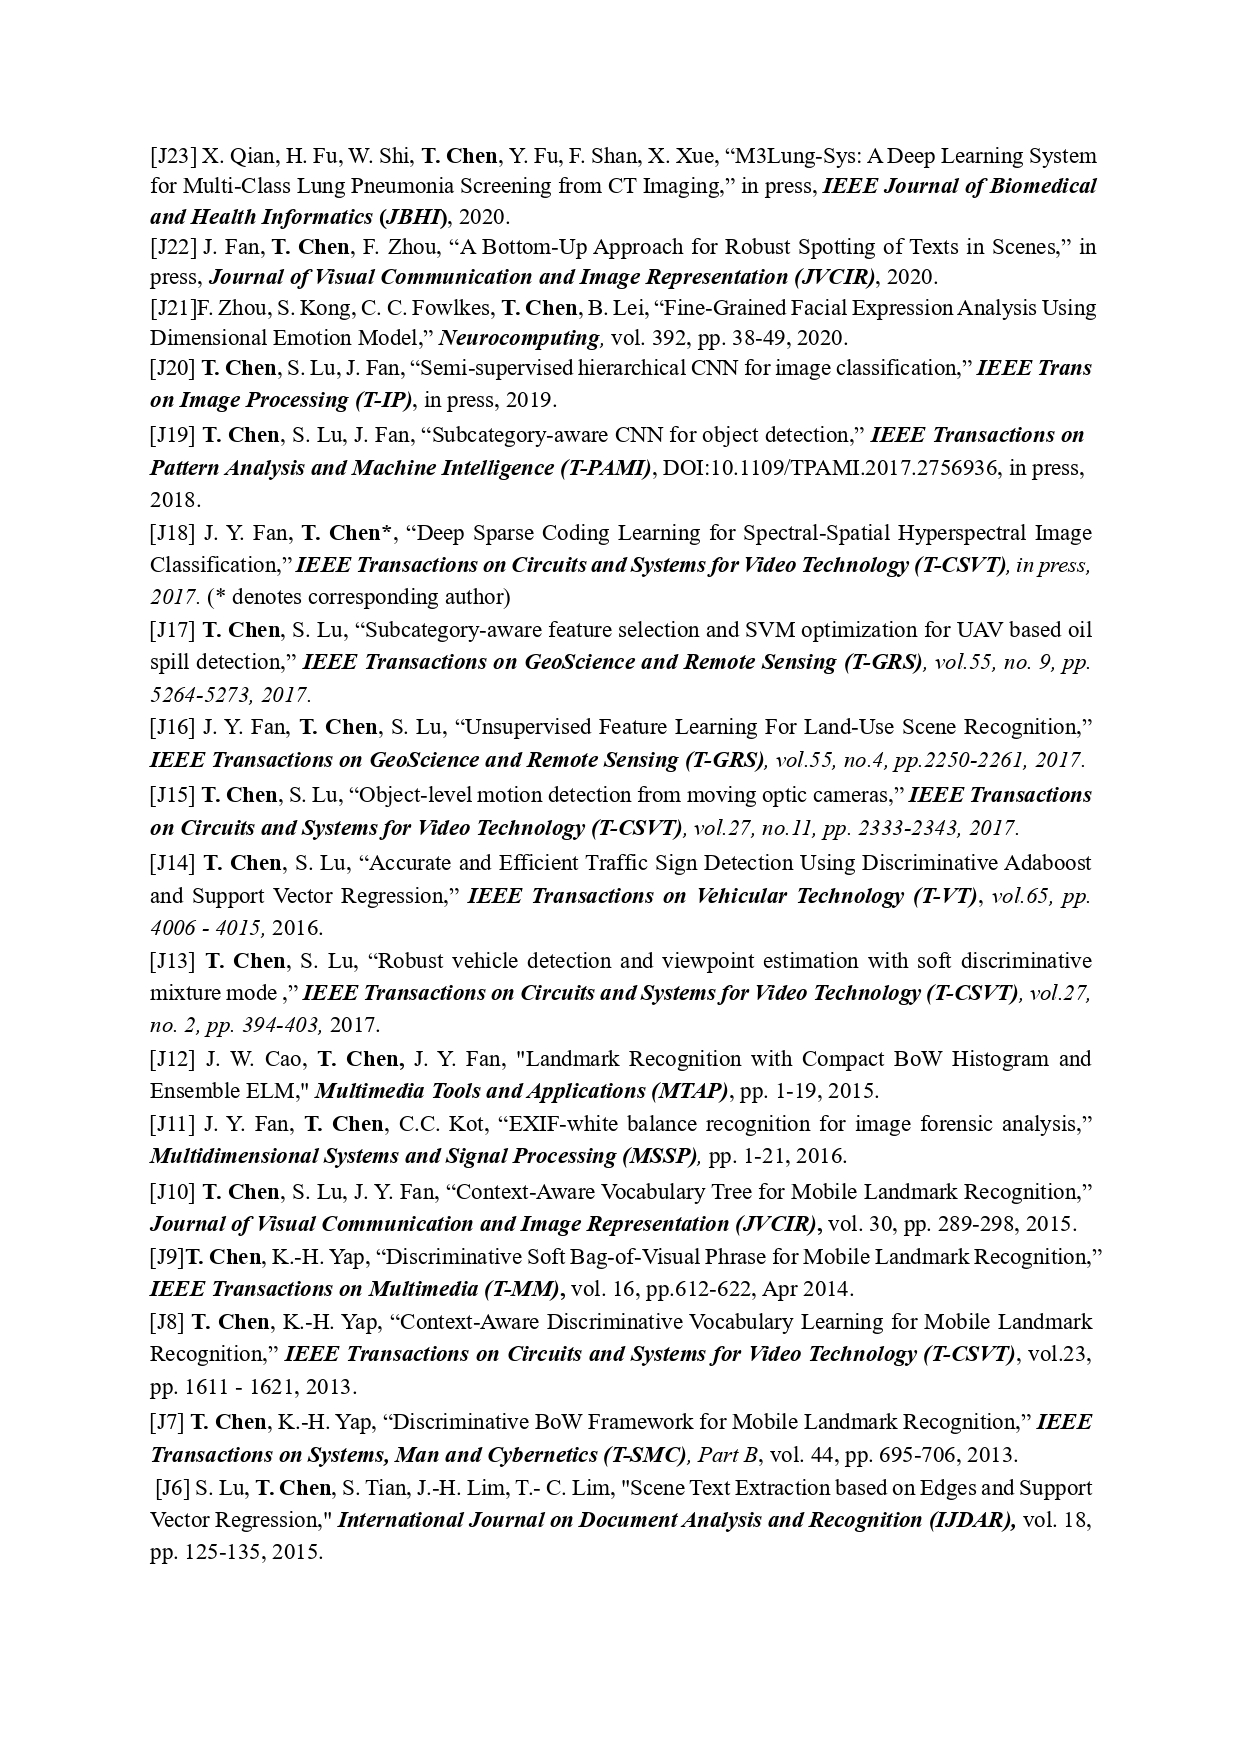 [J23] X. Qian, H. Fu, W. Shi, T. Chen, Y. Fu, F. Shan, X. Xue, “M3Lung-Sys: A Deep Learning System
for Multi-Class Lung Pneumonia Screening from CT Imaging,” in press, IEEE Journal of Biomedical
and Health Informatics (JBHI), 2020.
[J22] J. Fan, T. Chen, F. Zhou, “A Bottom-Up Approach for Robust Spotting of Texts in Scenes,” in
press, Journal of Visual Communication and Image Representation (JVCIR), 2020.
[J21]F. Zhou, S. Kong, C. C. Fowlkes, T. Chen, B. Lei, “Fine-Grained Facial Expression Analysis Using
Dimensional Emotion Model,” Neurocomputing, vol. 392, pp. 38-49, 2020.
[J20] T. Chen, S. Lu, J. Fan, “Semi-supervised hierarchical CNN for image classification,” IEEE Trans
on Image Processing (T-IP), in press, 2019.
[J19] T. Chen, S. Lu, J. Fan, “Subcategory-aware CNN for object detection,” IEEE Transactions on
Pattern Analysis and Machine Intelligence (T-PAMI), DOI:10.1109/TPAMI.2017.2756936, in press,
2018.
[J18] J. Y. Fan, T. Chen*, “Deep Sparse Coding Learning for Spectral-Spatial Hyperspectral Image
Classification,” IEEE Transactions on Circuits and Systems for Video Technology (T-CSVT), in press,
2017. (* denotes corresponding author)
[J17] T. Chen, S. Lu, “Subcategory-aware feature selection and SVM optimization for UAV based oil
spill detection,” IEEE Transactions on GeoScience and Remote Sensing (T-GRS), vol.55, no. 9, pp.
5264-5273, 2017.
[J16] J. Y. Fan, T. Chen, S. Lu, “Unsupervised Feature Learning For Land-Use Scene Recognition,”
IEEE Transactions on GeoScience and Remote Sensing (T-GRS), vol.55, no.4, pp.2250-2261, 2017.
[J15] T. Chen, S. Lu, “Object-level motion detection from moving optic cameras,” IEEE Transactions
on Circuits and Systems for Video Technology (T-CSVT), vol.27, no.11, pp. 2333-2343, 2017.
[J14] T. Chen, S. Lu, “Accurate and Efficient Traffic Sign Detection Using Discriminative Adaboost
and Support Vector Regression,” IEEE Transactions on Vehicular Technology (T-VT), vol.65, pp.
4006 - 4015, 2016.
[J13] T. Chen, S. Lu, “Robust vehicle detection and viewpoint estimation with soft discriminative
mixture mode ,” IEEE Transactions on Circuits and Systems for Video Technology (T-CSVT), vol.27,
no. 2, pp. 394-403, 2017.
[J12] J. W. Cao, T. Chen, J. Y. Fan, "Landmark Recognition with Compact BoW Histogram and
Ensemble ELM," Multimedia Tools and Applications (MTAP), pp. 1-19, 2015.
[J11] J. Y. Fan, T. Chen, C.C. Kot, “EXIF-white balance recognition for image forensic analysis,”
Multidimensional Systems and Signal Processing (MSSP), pp. 1-21, 2016.
[J10] T. Chen, S. Lu, J. Y. Fan, “Context-Aware Vocabulary Tree for Mobile Landmark Recognition,”
Journal of Visual Communication and Image Representation (JVCIR), vol. 30, pp. 289-298, 2015.
[J9]T. Chen, K.-H. Yap, “Discriminative Soft Bag-of-Visual Phrase for Mobile Landmark Recognition,”
IEEE Transactions on Multimedia (T-MM), vol. 16, pp.612-622, Apr 2014.
[J8] T. Chen, K.-H. Yap, “Context-Aware Discriminative Vocabulary Learning for Mobile Landmark
Recognition,” IEEE Transactions on Circuits and Systems for Video Technology (T-CSVT), vol.23,
pp. 1611 - 1621, 2013.
[J7] T. Chen, K.-H. Yap, “Discriminative BoW Framework for Mobile Landmark Recognition,” IEEE
Transactions on Systems, Man and Cybernetics (T-SMC), Part B, vol. 44, pp. 695-706, 2013.
[J6] S. Lu, T. Chen, S. Tian, J.-H. Lim, T.- C. Lim, "Scene Text Extraction based on Edges and Support
Vector Regression," International Journal on Document Analysis and Recognition (IJDAR), vol. 18,
pp. 125-135, 2015.